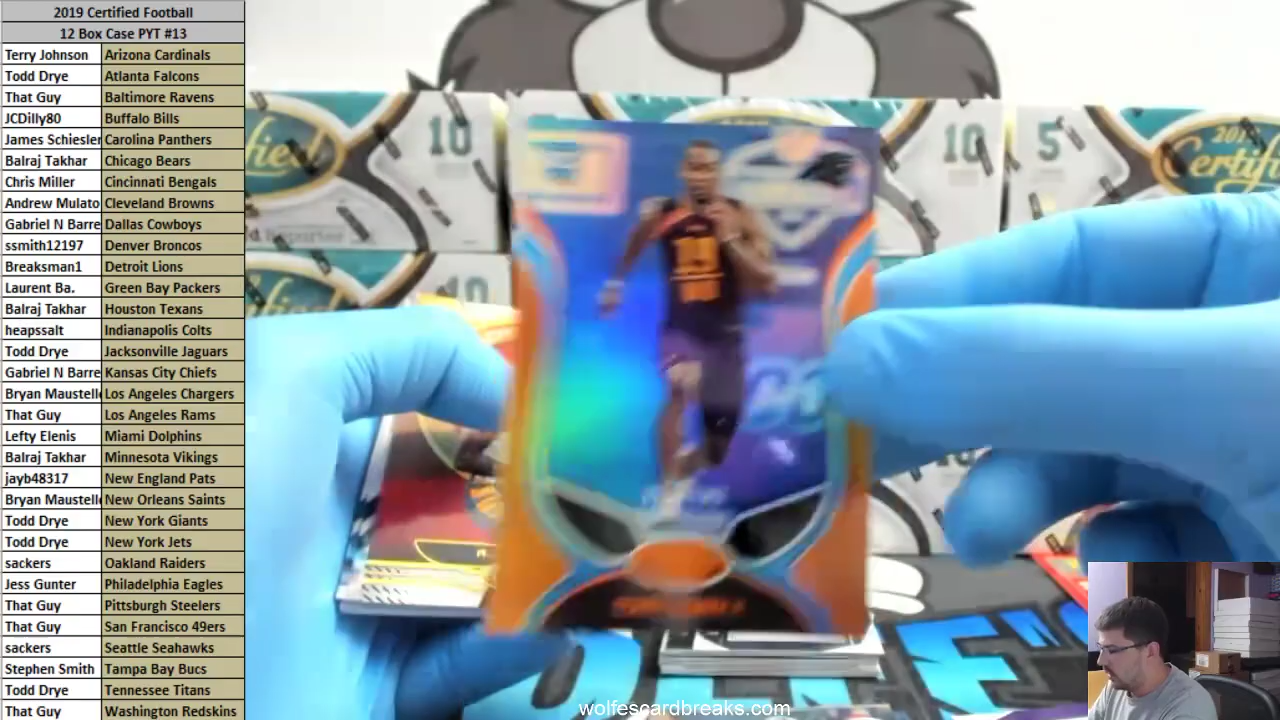 2019 Certified Football
12 Box Case PYT #13
Terry Johnson Arizona Cardinals
Todd Drye Atlanta Falcons
That Guy Baltimore Ravens
JCDilly80 Buffalo Bills
James Schiesler Carolina Panthers
Balraj Takhar Chicago Bears
Chris Miller Cincinnati Bengals
Andrew Mulato Cleveland Browns
Gabriel N Barre Dallas Cowboys
ssmith12197 Denver Broncos
Breaksman1 Detroit Lions
Laurent Ba. Green Bay Packers
Balraj Takhar Houston Texans
heapssalt Indianapolis Colts
Todd Drye Jacksonville Jaguars
Gabriel N Barre Kansas City Chiefs
Bryan Maustelle Los Angeles Chargers
That Guy Los Angeles Rams
Lefty Elenis Miami Dolphins
Balraj Takhar Minnesota Vikings
jayb48317 New England Pats
Bryan Maustelle New Orleans Saints
Todd Drye New York Giants
Todd Drye New York Jets
sackers Oakland Raiders
Jess Gunter Philadelphia Eagles
That Guy Pittsburgh Steelers
That Guy San Francisco 49ers
sackers Seattle Seahawks
Stephen Smith Tampa Bay Bucs
Todd Drye Tennessee Titans
That Guy Washington Redskins
10
10
5
Certified
10
wolfescardbreaks.com